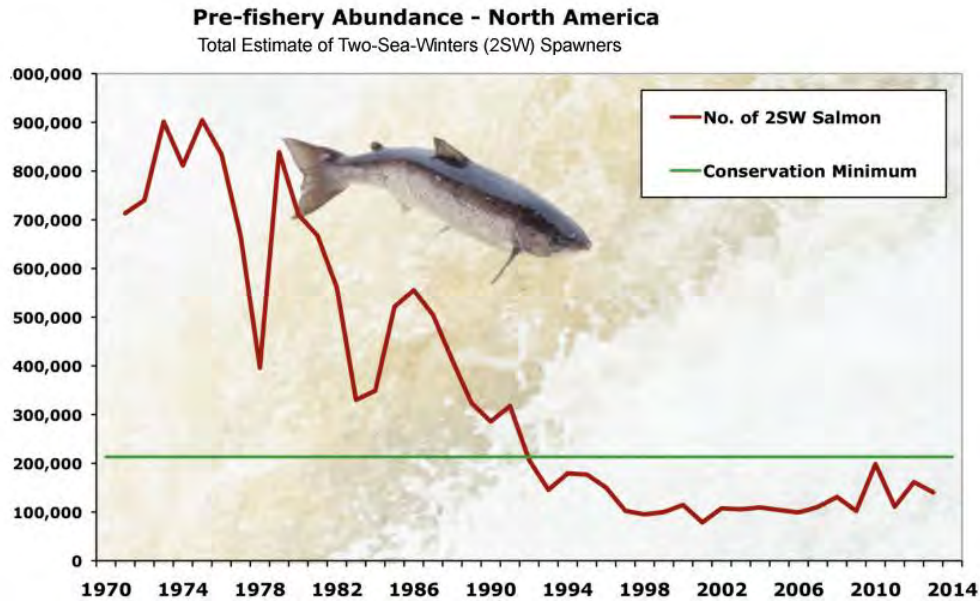 Pre-fishery Abundance - North America
Total Estimate of Two-Sea-Winters (2SW) Spawners
,000,000
900,000
800,000
700,000
600,000
500,000
400,000
300,000
200,000
100,000
0
No. of 2SW Salmon
Conservation Minimum
1970 1974 1978 1982 1986 1990 1994 1998 2002 2006 2010 2014